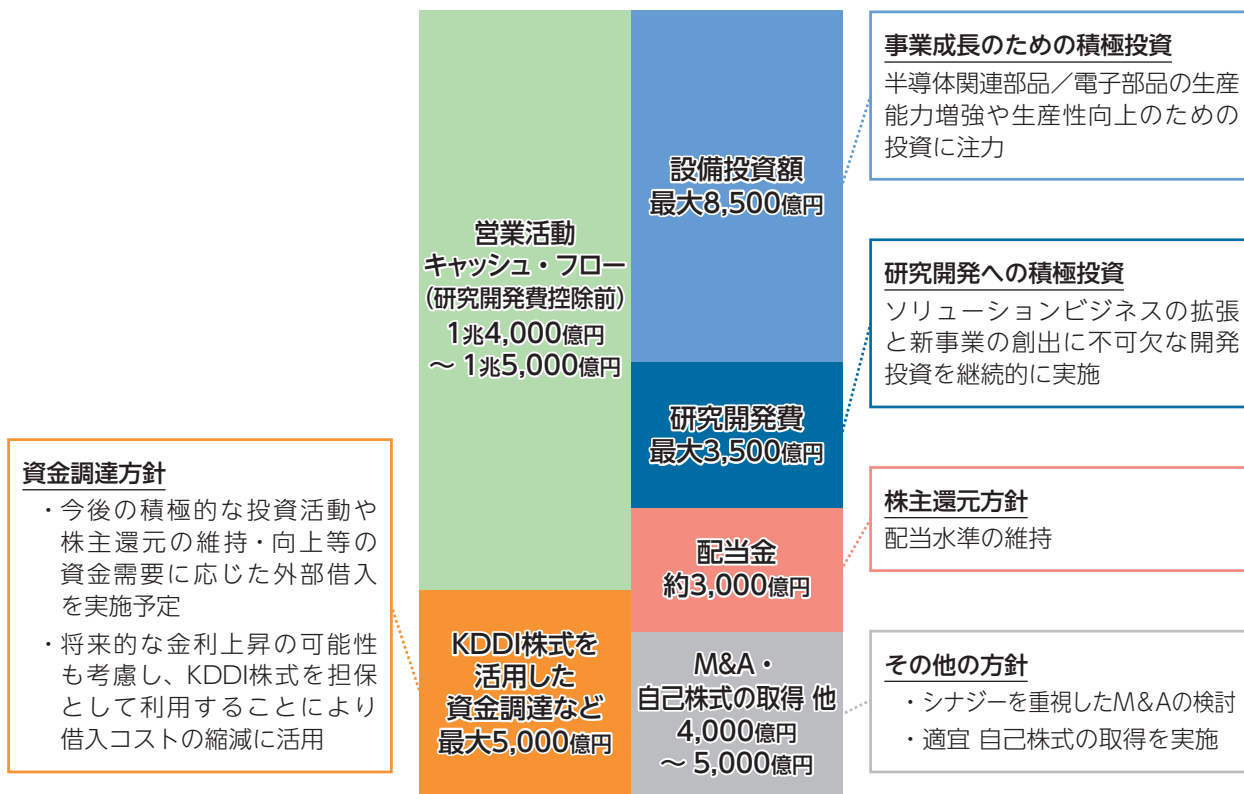 営業活動
キャッシュ・フロー
（研究開発費控除前）
1兆4,000億円
～ 1兆5,000億円
KDDI株式を
活用した
資金調達など
最大5,000億円
資金調達方針
・今後の積極的な投資活動や
株主還元の維持・向上等の
資金需要に応じた外部借入
を実施予定
・将来的な金利上昇の可能性
も考慮し、KDDI株式を担保
として利用することにより
借入コストの縮減に活用
設備投資額
最大8,500億円
研究開発費
最大3,500億円
配当金
約3,000億円
M&A・
自己株式の取得 他
4,000億円
～ 5,000億円
事業成長のための積極投資
半導体関連部品／電子部品の生産
能力増強や生産性向上のための
投資に注力
研究開発への積極投資
ソリューションビジネスの拡張
と新事業の創出に不可欠な開発
投資を継続的に実施
株主還元方針
配当水準の維持
その他の方針
・シナジーを重視したM&Aの検討
・適宜 自己株式の取得を実施